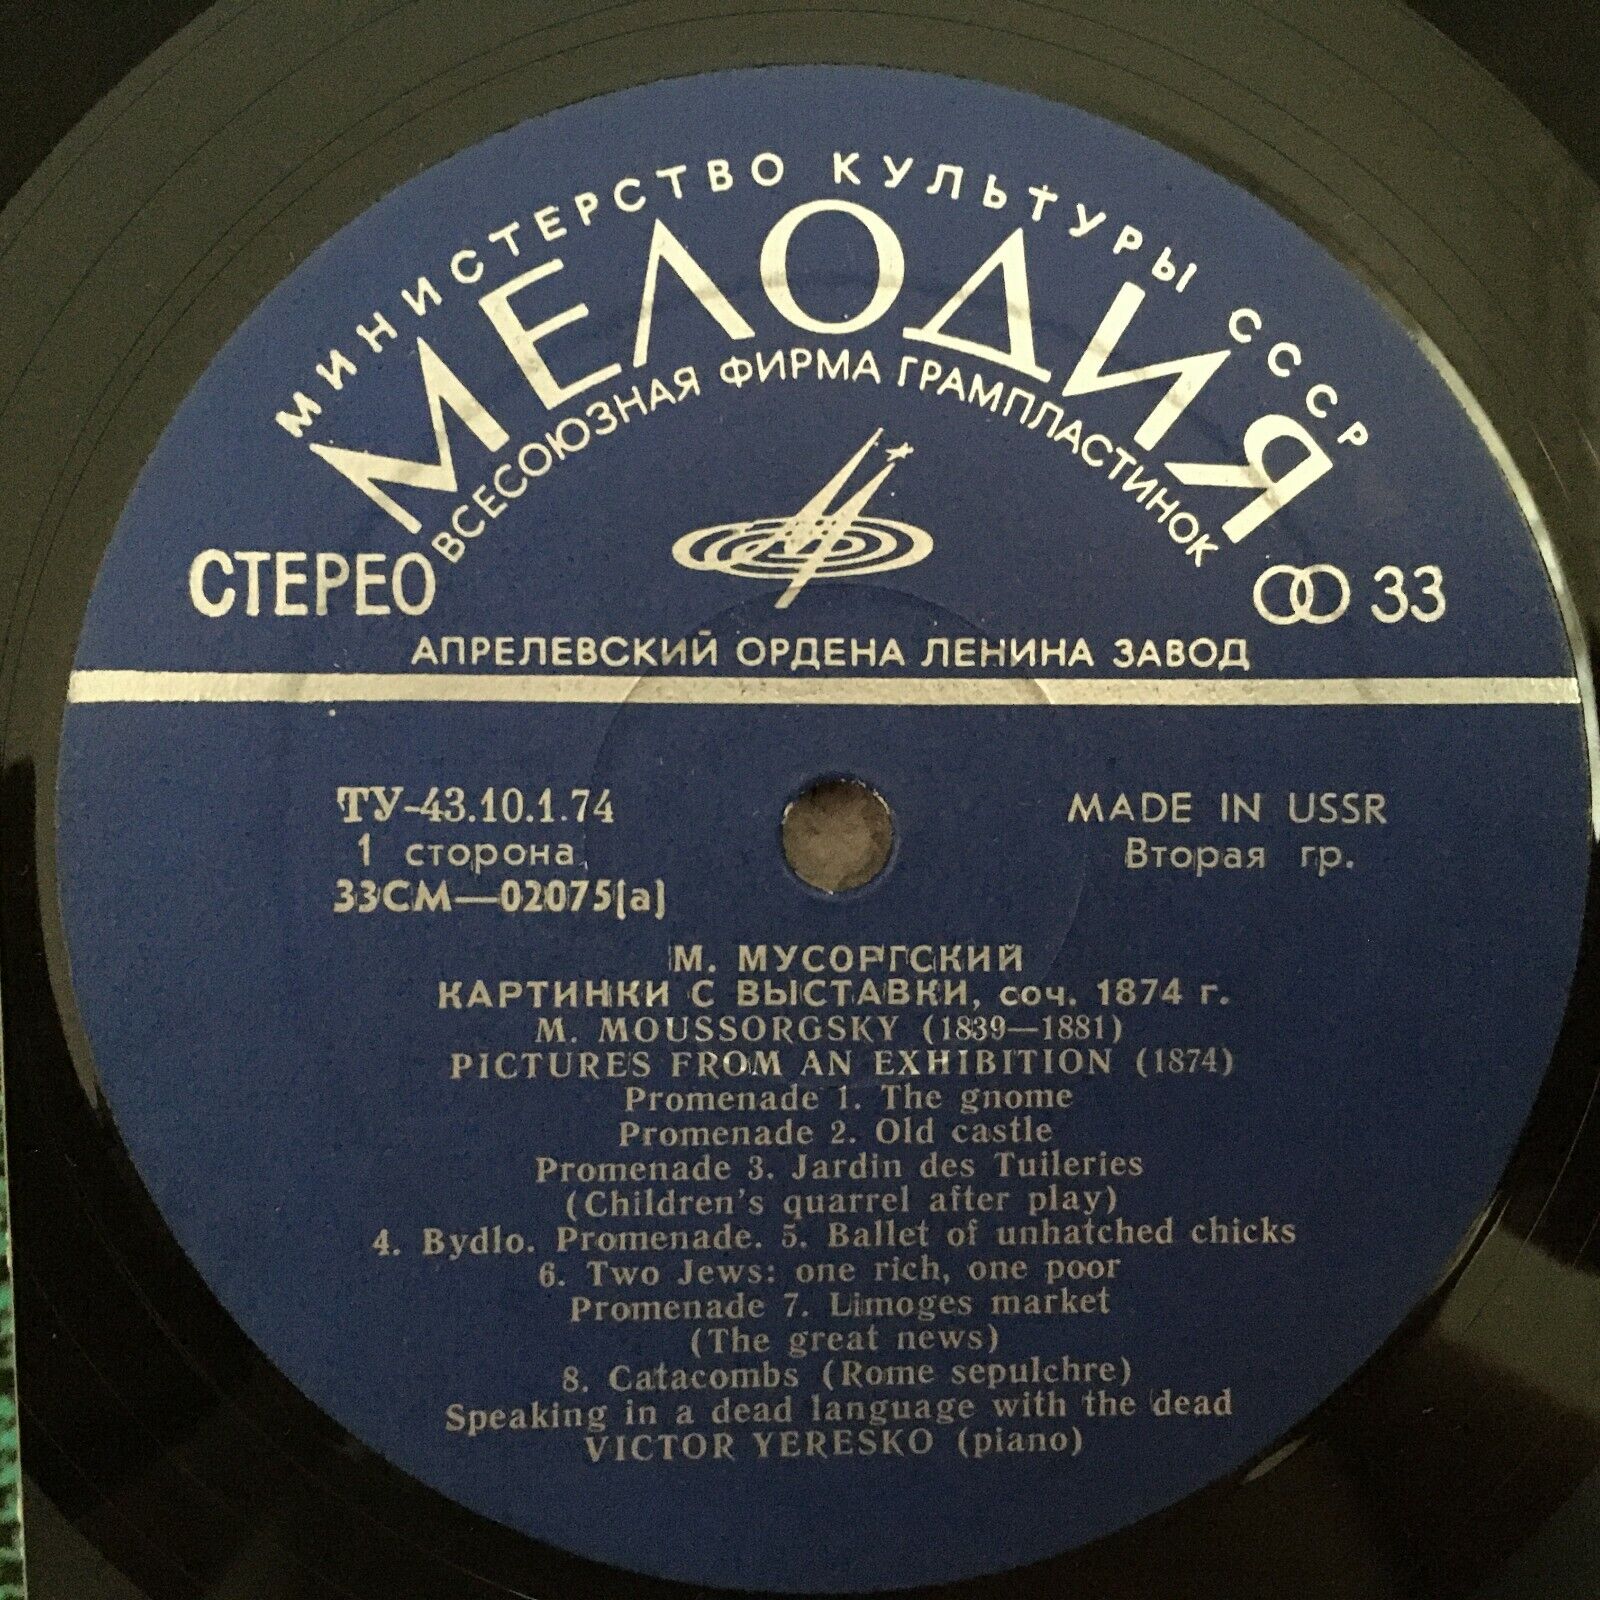 МИНИСТЕРСТВО КУЛЬТУРЫ СССР
МЕЛОДИЯ
ВСЕСОЮЗНАЯ ФИРМА ГРАМПЛАСТИНОК
СТЕРЕО
33
АПРЕЛЕВСКИЙ ОРДЕНА ЛЕНИНА ЗАВОД
ТУ-43.10.1.74
MADE IN USSR
1 сторона
Вторая гр.
33СМ—02075(а)
М. МУСОРГСКИЙ
КАРТИНКИ С ВЫСТАВКИ, соч. 1874 г.
M. MOUSSORGSKY (1839—1881)
PICTURES FROM AN EXHIBITION (1874)
Promenade 1. The gnome
Promenade 2. Old castle
Promenade 3. Jardin des Tuileries
(Children's quarrel after play)
4. Bydlo. Promenade. 5. Ballet of unhatched chicks
6. Two Jews: one rich, one poor
Promenade 7. Limoges market
(The great news)
8. Catacombs (Rome sepulchre)
Speaking in a dead language with the dead
VICTOR YERESKO (piano)